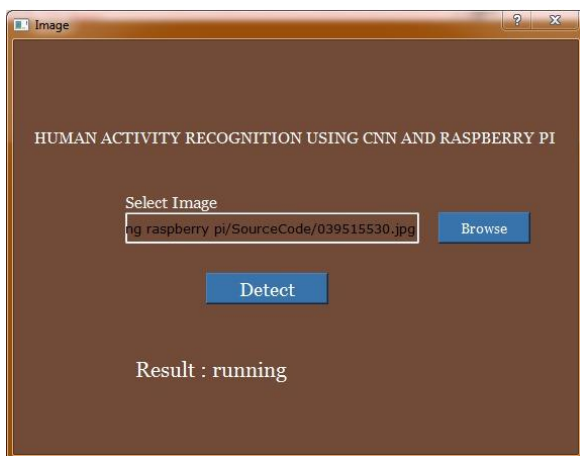 Image
HUMAN ACTIVITY RECOGNITION USING CNN AND RASPBERRY PI
Select Image
ng raspberry pi/SourceCode/039515530.jpg Browse
Detect
Result : running